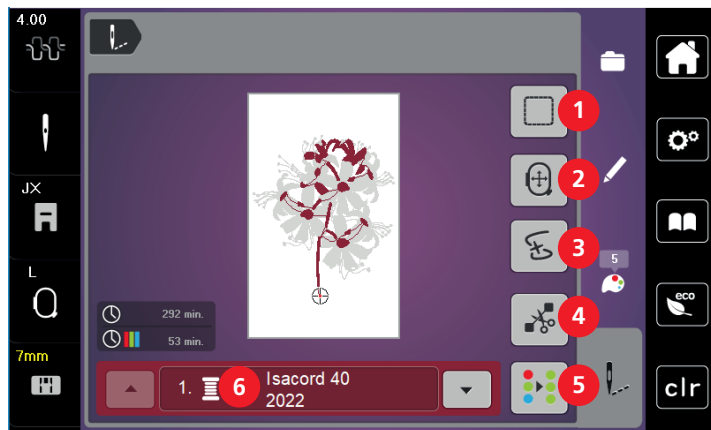 4.00
JX
L
7mm
1
2
3
4
5
5
292 min.
53 min.
1.
6
Isacord 40
2022
eco
clr